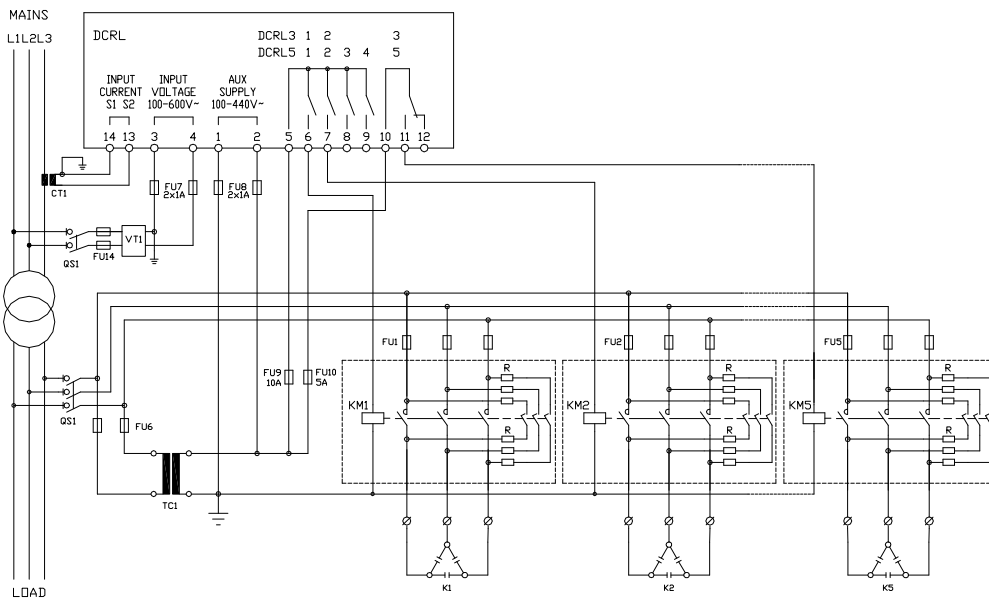 MAINS
L1L2L3
DCRL
DCRL3 1 2 3
DCRL5 1 2 3 4 5
INPUT CURRENT
S1 S2
INPUT VOLTAGE
100-600V~
AUX SUPPLY
100-440V~
14 13 3 4 1 2 5 6 7 8 9 10 11 12
CT1
FU7
2x1A
FU8
2x1A
VT1
QS1
FU14
FU1
FU2
FU5
FU9
10A
FU10
5A
R
R
R
KM1
KM2
KM5
QS1
FU6
R
R
R
TC1
K1
K2
K5
LOAD